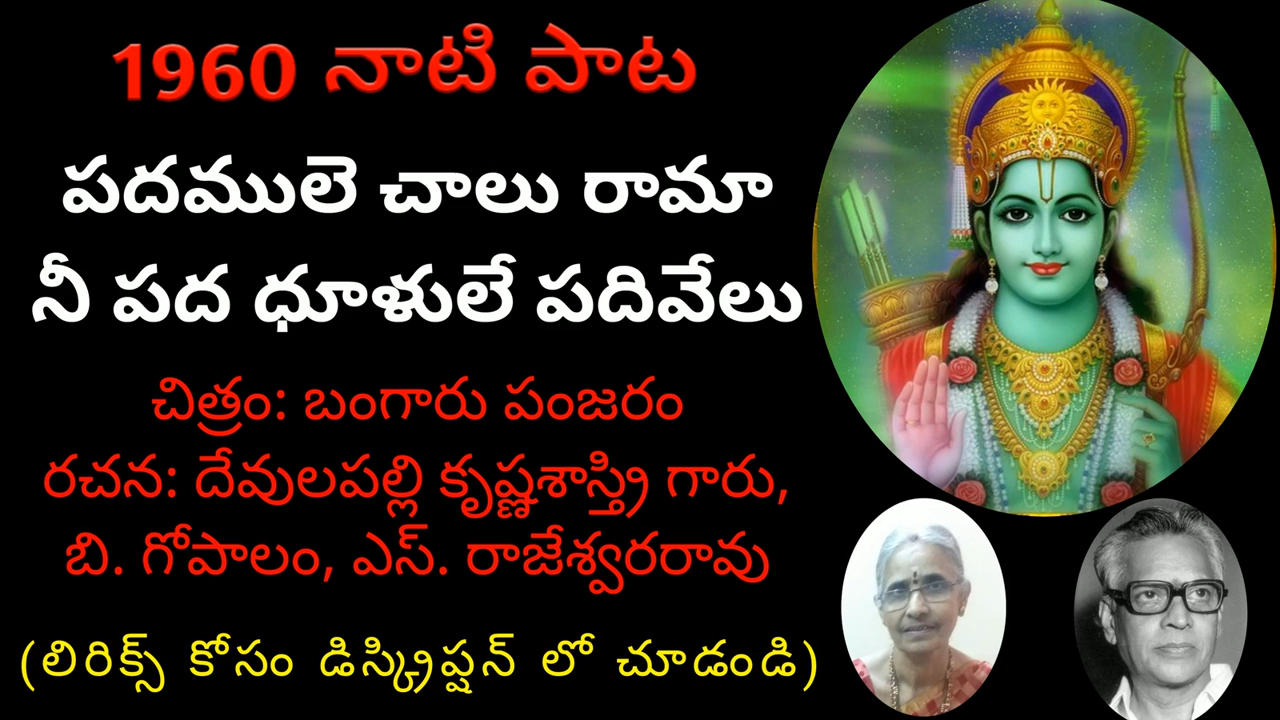 1960 నాటి పాట
పదములె చాలు రామా
నీ పద ధూళులే పదివేలు
చిత్రం: బంగారు పంజరం
రచన: దేవులపల్లి కృష్ణశాస్త్రి గారు,
బి. గోపాలం, ఎస్. రాజేశ్వరరావు
(లిరిక్స్ కోసం డిస్క్రిప్షన్ లో చూడండి)